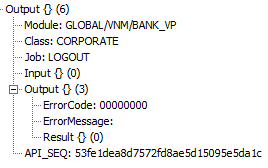 Output {} (6)
Module: GLOBAL/VNM/BANK_VP
Class: CORPORATE
Job: LOGOUT
Input {} (0)
Output {} (3)
ErrorCode: 00000000
ErrorMessage:
Result {} (0)
API_SEQ: 53fe1dea8d7572fd8ae5d15095e5da1c